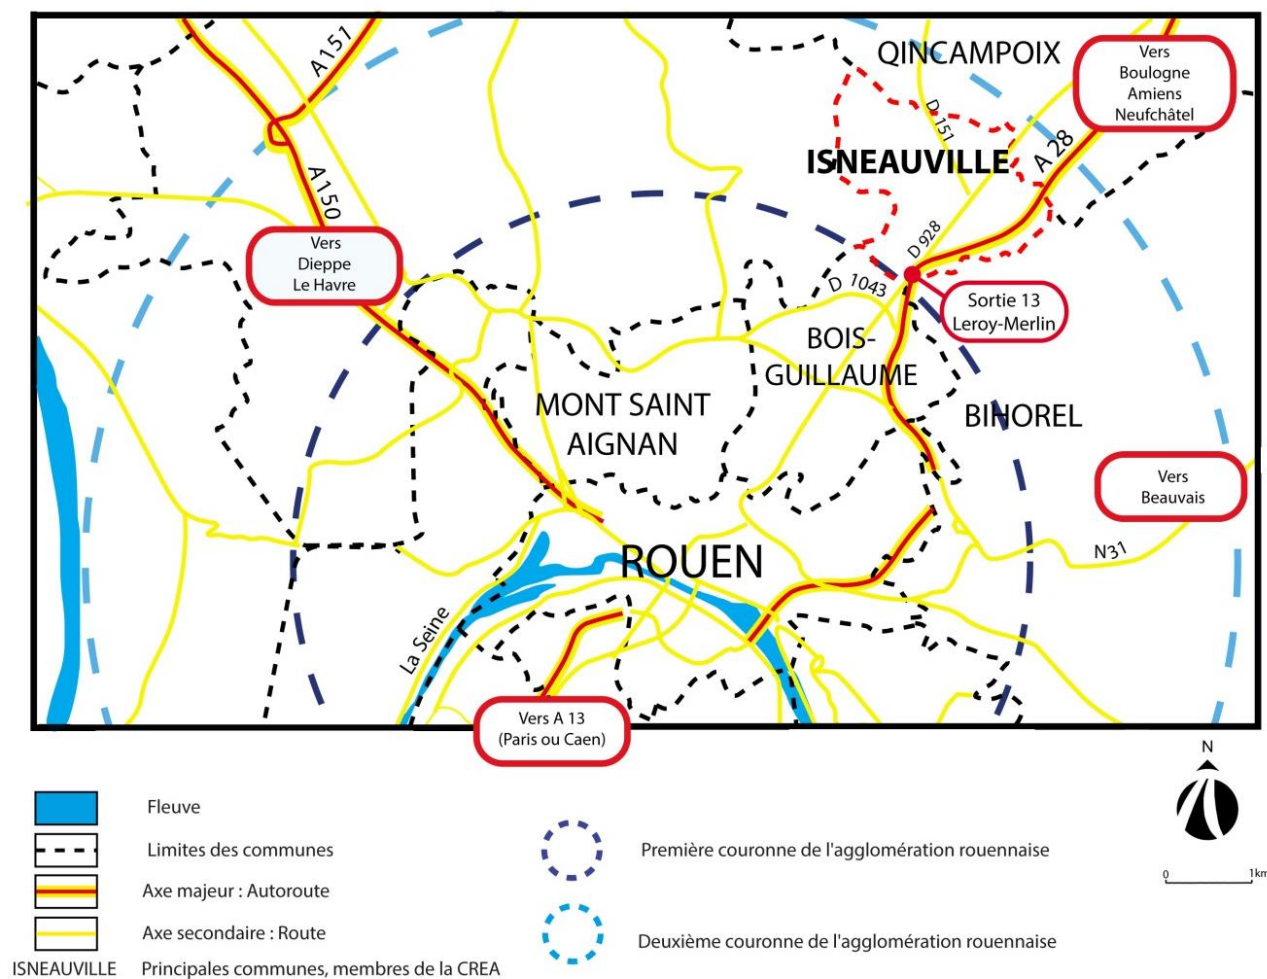 A151
QINCAMPOIX
Vers
Boulogne
Amiens
Neufchâtel
D 151
ISNEAUVILLE
A 28
A150
Vers
Dieppe
Le Havre
D 928
D 1043
Sortie 13
Leroy-Merlin
BOIS-
GUILLAUME
MONT SAINT
AIGNAN
BIHOREL
Vers
Beauvais
ROUEN
N31
La Seine
Vers A 13
(Paris ou Caen)
N
Fleuve
Limites des communes
Première couronne de l'agglomération rouennaise
0 1km
Axe majeur : Autoroute
Axe secondaire : Route
Deuxième couronne de l'agglomération rouennaise
ISNEAUVILLE Principales communes, membres de la CREA